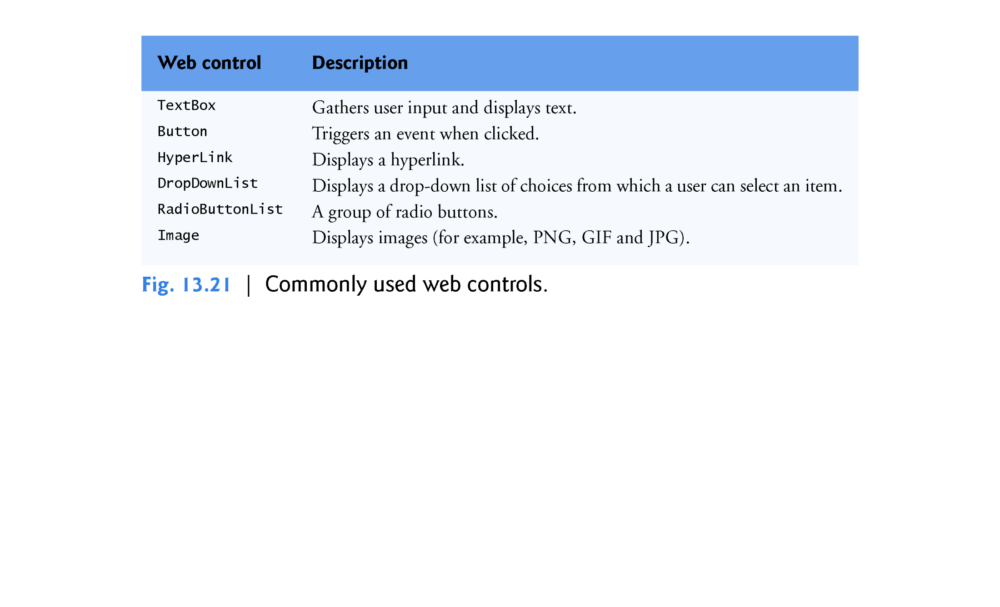 Web control Description
TextBox Gathers user input and displays text.
Button Triggers an event when clicked.
HyperLink Displays a hyperlink.
DropDownList Displays a drop-down list of choices from which a user can select an item.
RadioButtonList A group of radio buttons.
Image Displays images (for example, PNG, GIF and JPG).
Fig. 13.21 | Commonly used web controls.